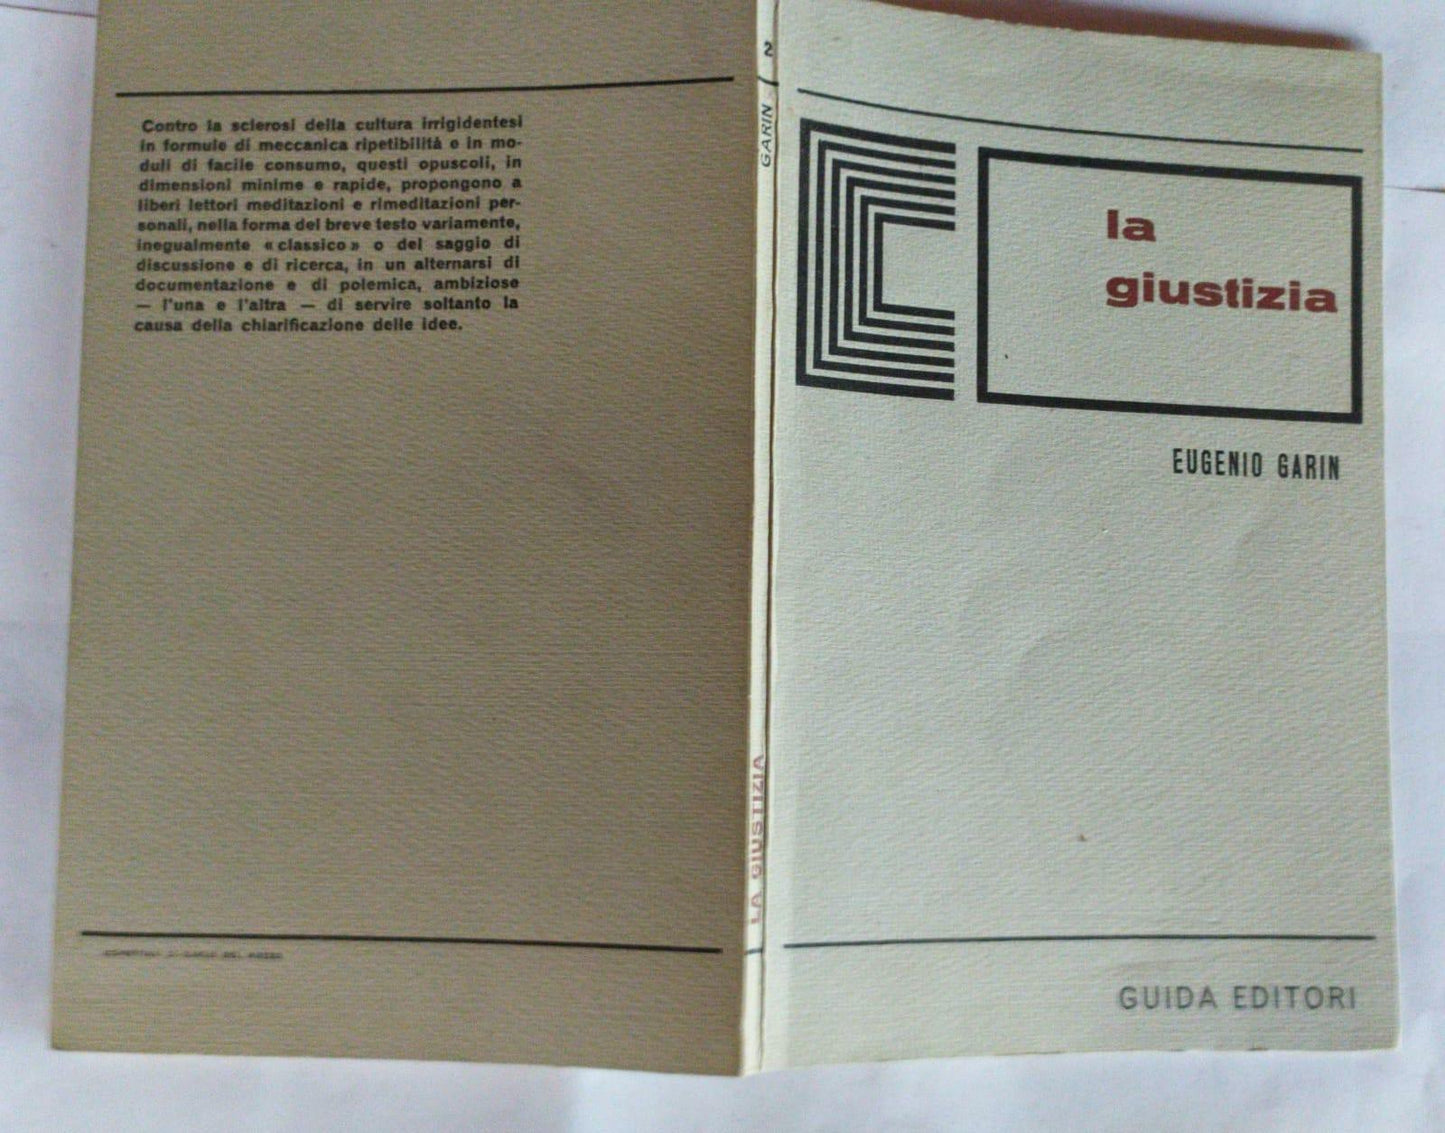 Contro la sclerosi della cultura irrigidentesi
in formule di meccanica ripetibilità e in mo-
duli di facile consumo, questi opuscoli, in
dimensioni minime e rapide, propongono a
liberi lettori meditazioni e rimeditazioni per-
sonali, nella forma del breve testo variamente,
inegualmente « classico » o del saggio di
discussione e di ricerca, in un alternarsi di
documentazione e di polemica, ambiziose
— l'una e l'altra — di servire soltanto la
causa della chiarificazione delle idee.
2
GARIN
LA GIUSTIZIA
la
giustizia
EUGENIO GARIN
GUIDA EDITORI